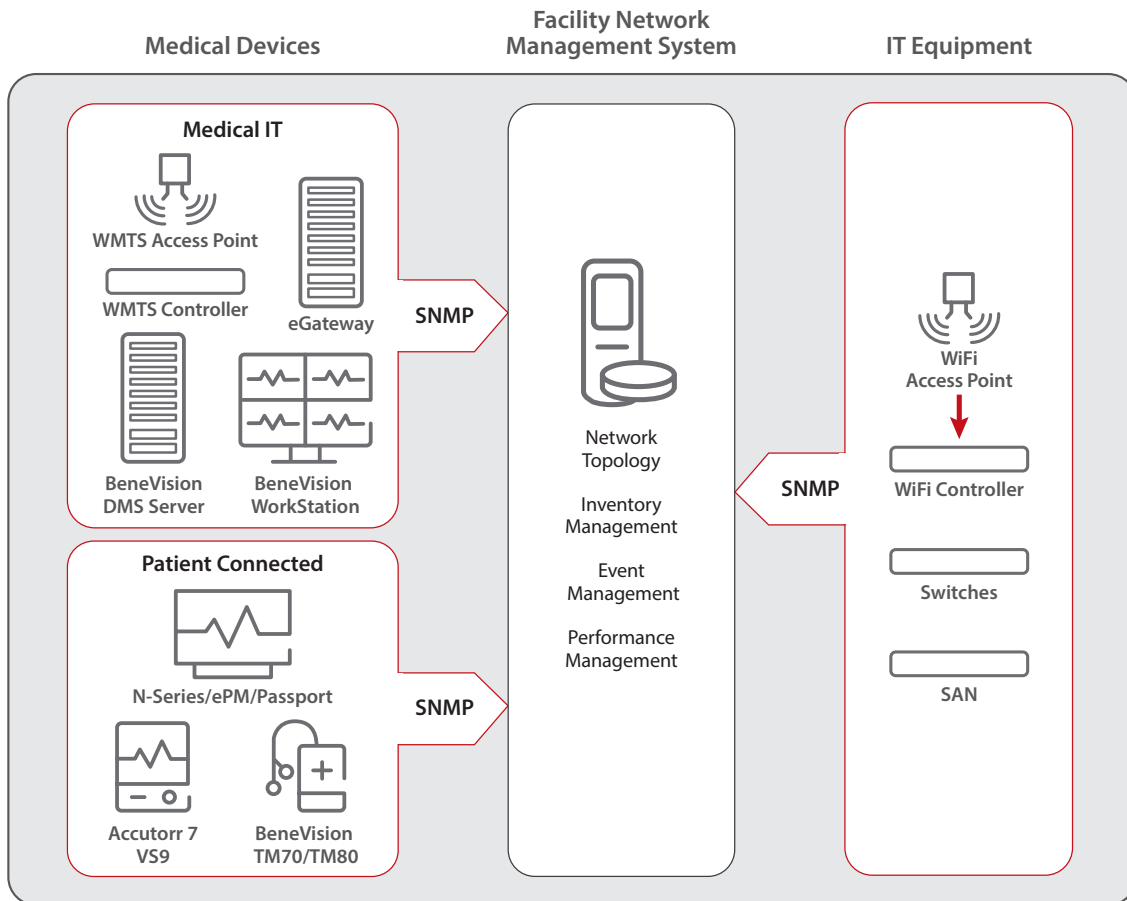 Medical Devices
Facility Network
Management System
IT Equipment
Medical IT
WMTS Access Point
WMTS Controller
eGateway
BeneVision
DMS Server
BeneVision
WorkStation
SNMP
Patient Connected
N-Series/ePM/Passport
Accutorr 7
VS9
BeneVision
TM70/TM80
SNMP
Network
Topology
Inventory
Management
Event
Management
Performance
Management
SNMP
WiFi
Access Point
WiFi Controller
Switches
SAN